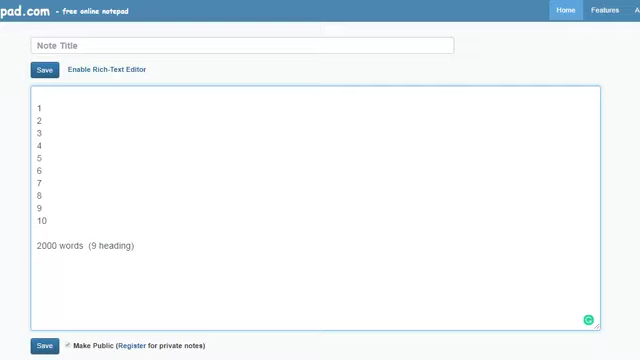 pad.com - free online notepad
Home Features A
Note Title
Save Enable Rich-Text Editor
1
2
3
4
5
6
7
8
9
10
2000 words (9 heading)
Save Make Public (Register for private notes)